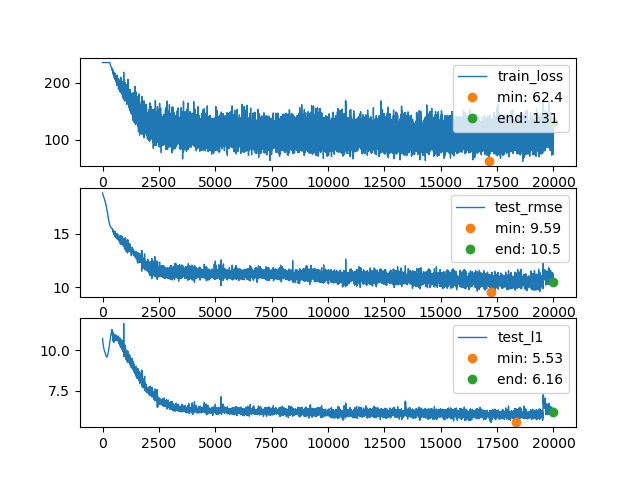 200
100
train_loss
min: 62.4
end: 131
0 2500 5000 7500 10000 12500 15000 17500 20000
15
10
test_rmse
min: 9.59
end: 10.5
0 2500 5000 7500 10000 12500 15000 17500 20000
10.0
7.5
test_l1
min: 5.53
end: 6.16
0 2500 5000 7500 10000 12500 15000 17500 20000